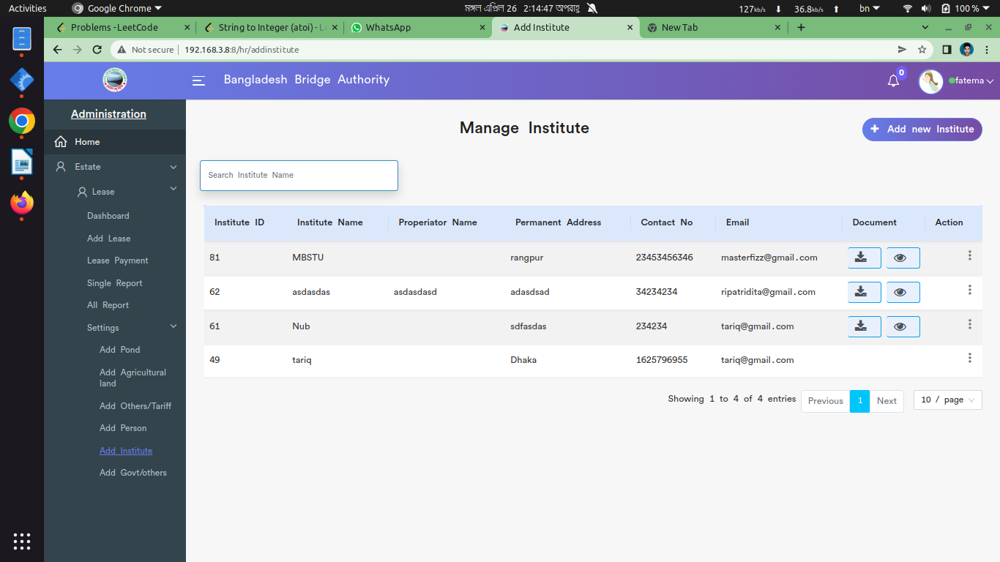 Activities Google Chrome মঙ্গল এপ্রিল 26 2:14:47 অপরাহ্ণ 127kb/s 36.8kb/s bn 100 %
Problems - LeetCode String to Integer (atoi) - L WhatsApp Add Institute New Tab
Not secure 192.168.3.8:8/hr/addinstitute
Bangladesh Bridge Authority 0 fatema
Administration
Home
Estate
Lease
Dashboard
Add Lease
Lease Payment
Single Report
All Report
Settings
Add Pond
Add Agricultural
land
Add Others/Tariff
Add Person
Add Institute
Add Govt/others
Manage Institute
Add new Institute
Search Institute Name
Institute ID Institute Name Properiator Name Permanent Address Contact No Email Document Action
81 MBSTU rangpur 23453456346 masterfizz@gmail.com
62 asdasdas asdasdasd adasdsad 34234234 ripatridita@gmail.com
61 Nub sdfasdas 234234 tariq@gmail.com
49 tariq Dhaka 1625796955 tariq@gmail.com
Showing 1 to 4 of 4 entries Previous 1 Next 10 / page